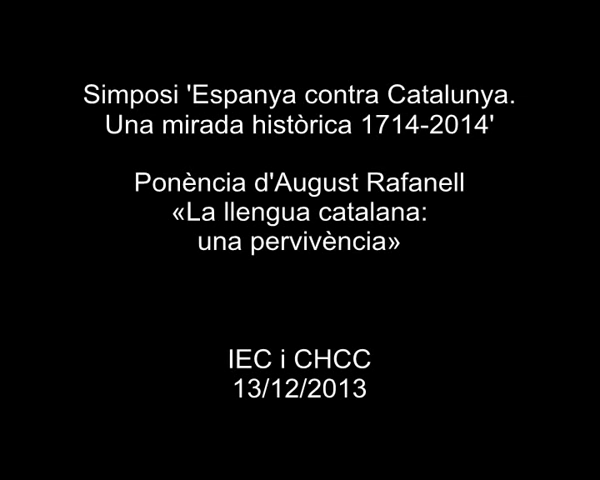 Simposi 'Espanya contra Catalunya.
Una mirada històrica 1714-2014'
Ponència d'August Rafanell
«La llengua catalana:
una pervivència»
IEC i CHCC
13/12/2013